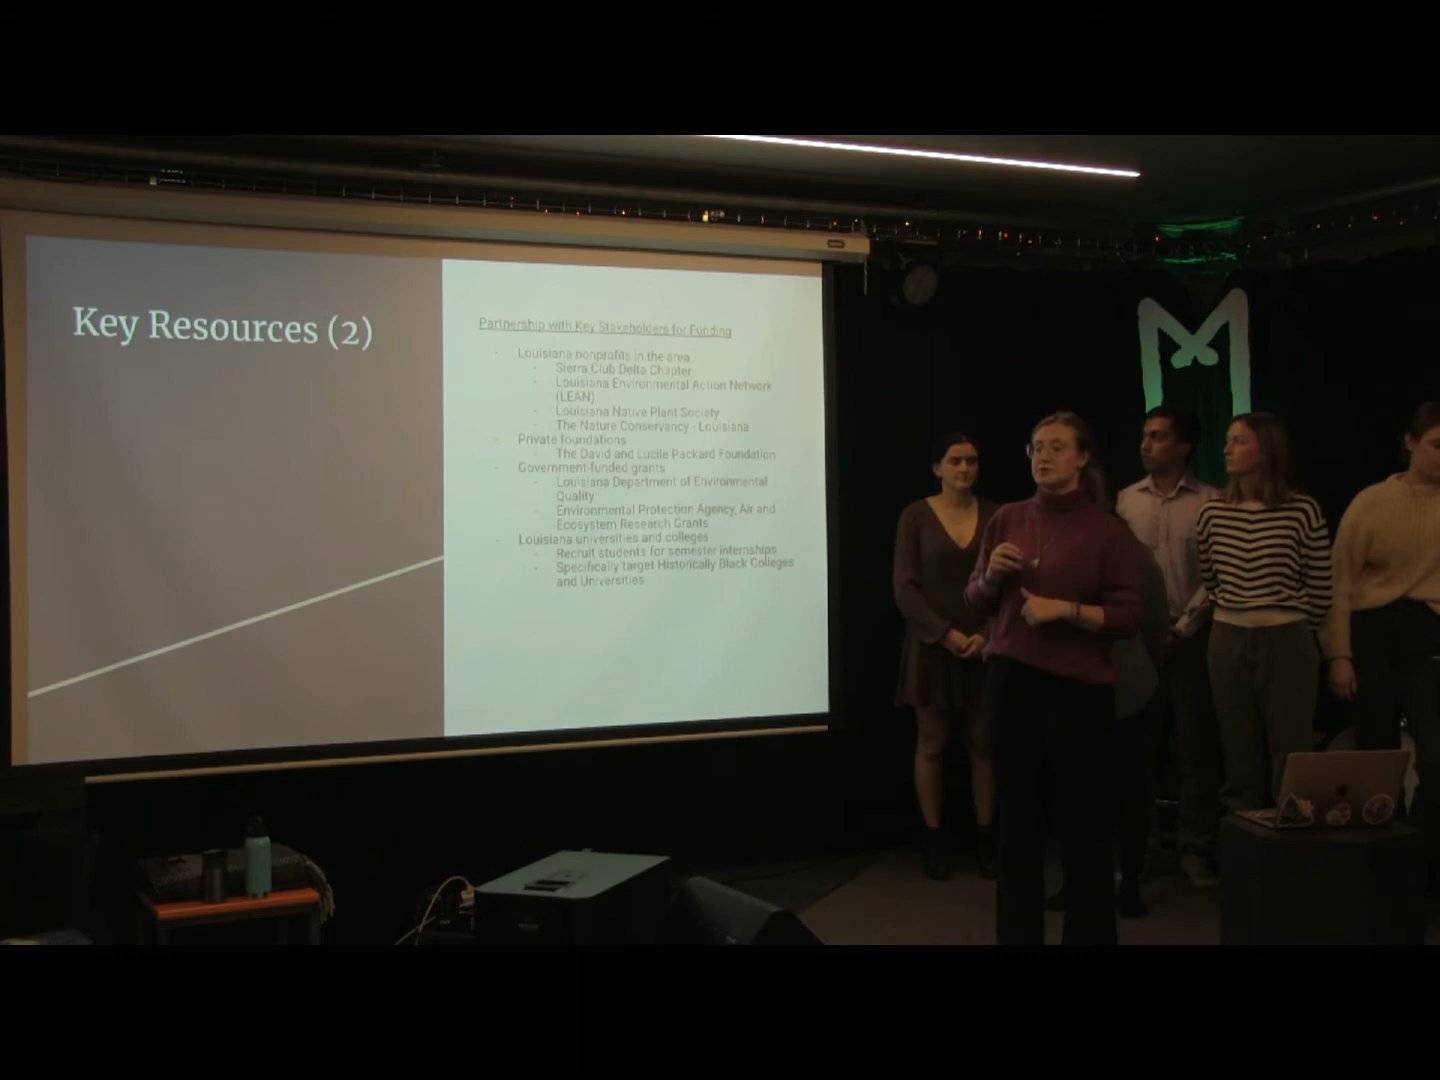 Key Resources (2)
Partnership with Key Stakeholders for Funding
- Louisiana nonprofits in the area
- Sierra Club Delta Chapter
- Louisiana Environmental Action Network
(LEAN)
- Louisiana Native Plant Society
- The Nature Conservancy - Louisiana
- Private foundations
- The David and Lucile Packard Foundation
- Government-funded grants
- Louisiana Department of Environmental
Quality
- Environmental Protection Agency, Air and
Ecosystem Research Grants
- Louisiana universities and colleges
- Recruit students for semester internships
- Specifically target Historically Black Colleges
and Universities